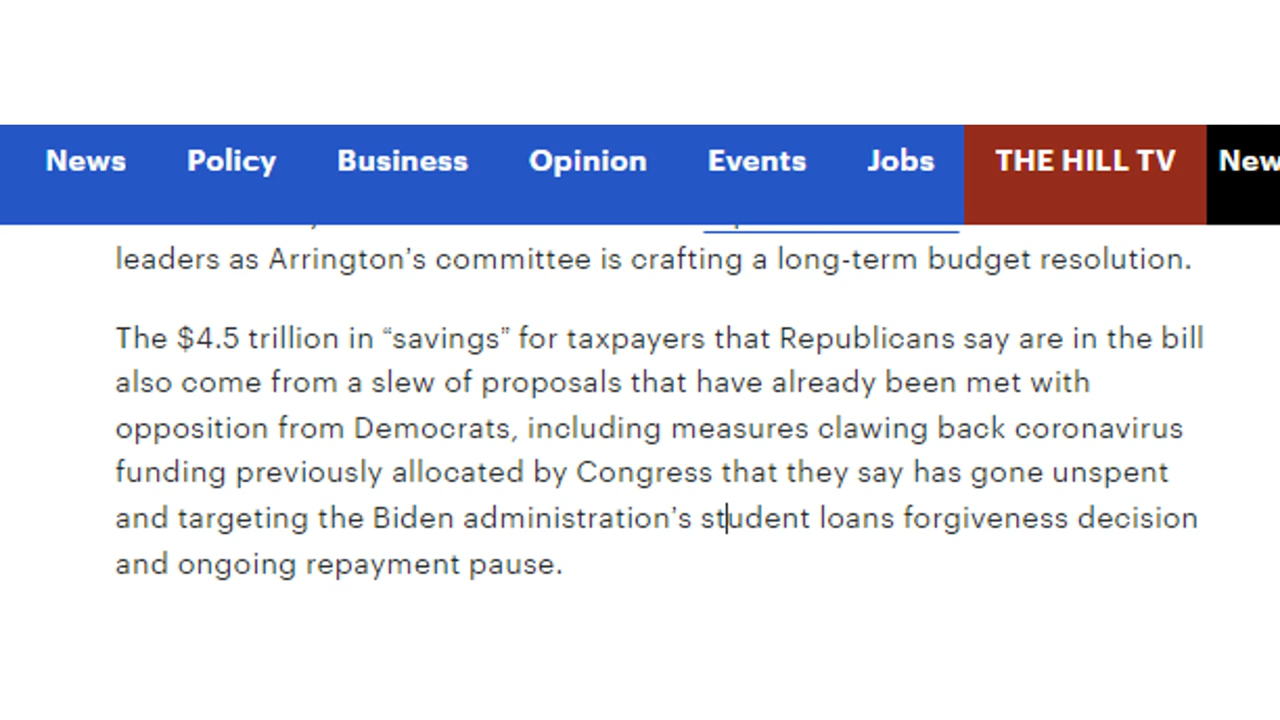 News Policy Business Opinion Events Jobs THE HILL TV
leaders as Arrington’s committee is crafting a long-term budget resolution.
The $4.5 trillion in “savings” for taxpayers that Republicans say are in the bill
also come from a slew of proposals that have already been met with
opposition from Democrats, including measures clawing back coronavirus
funding previously allocated by Congress that they say has gone unspent
and targeting the Biden administration’s student loans forgiveness decision
and ongoing repayment pause.